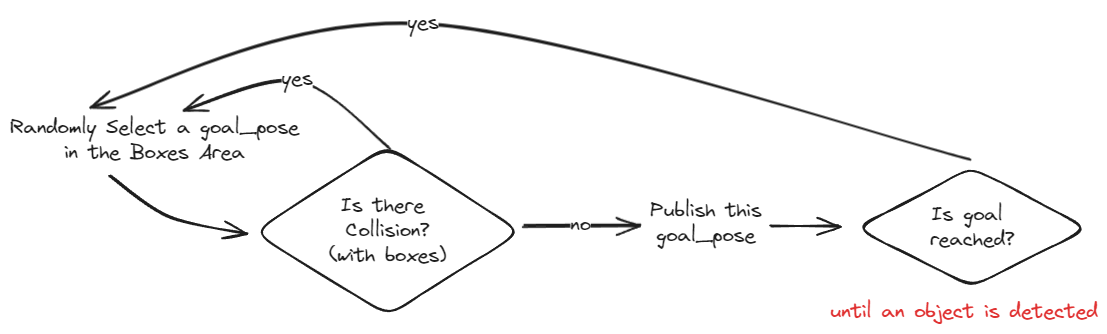 yes
yes
Randomly Select a goal_pose
in the Boxes Area
Is there
Collision?
(with boxes)
no
Publish this
goal_pose
Is goal
reached?
until an object is detected